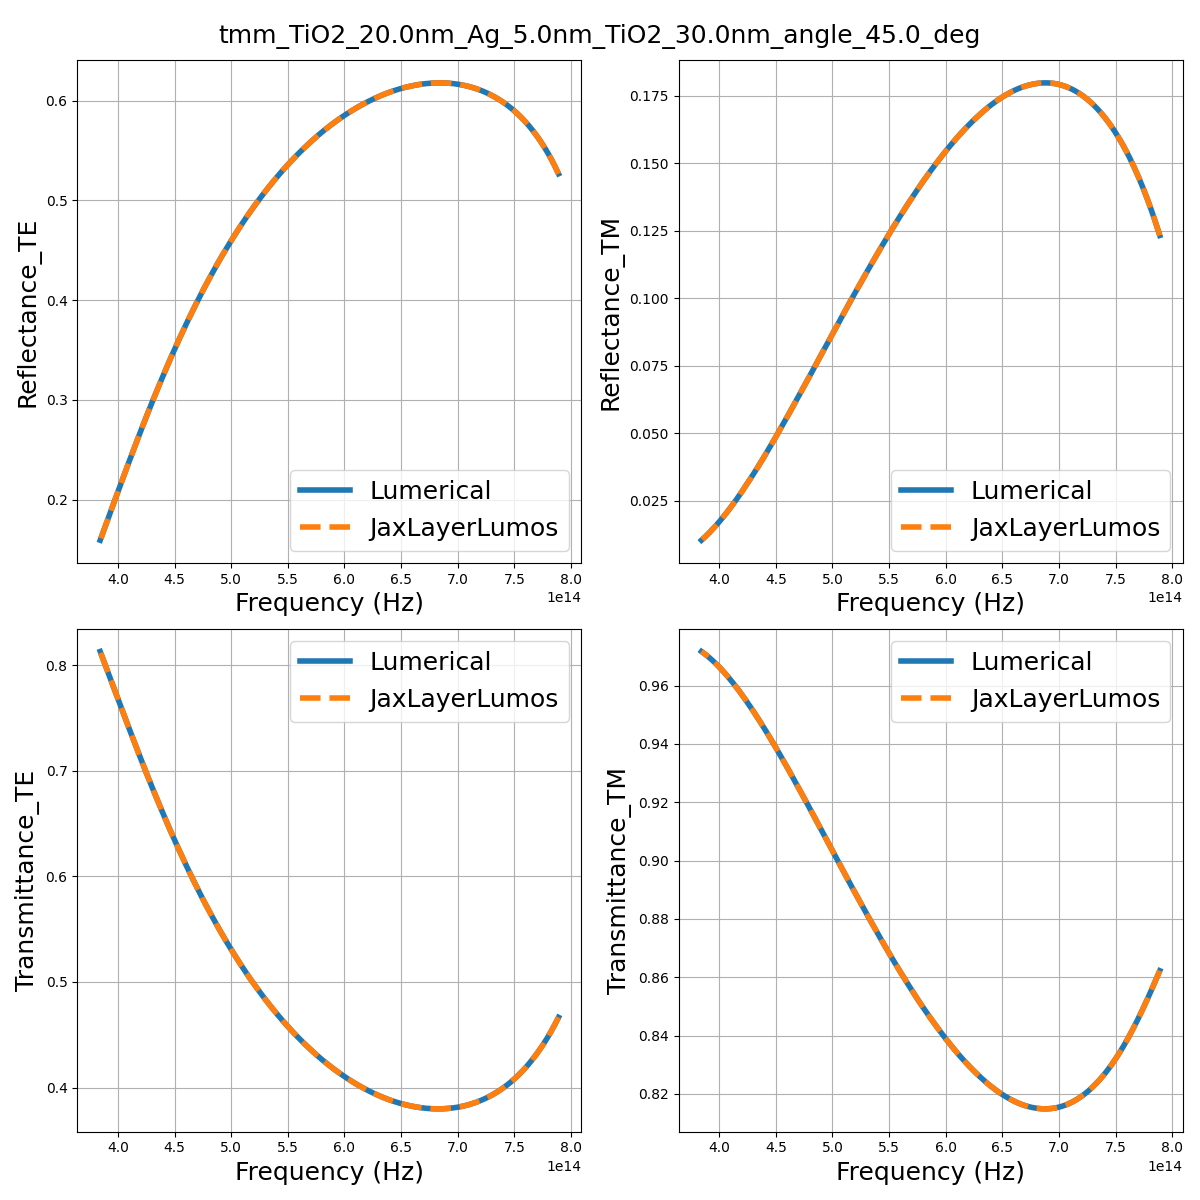 tmm_TiO2_20.0nm_Ag_5.0nm_TiO2_30.0nm_angle_45.0_deg
Reflectance_TE
0.6
0.5
0.4
0.3
0.2
Lumerical
JaxLayerLumos
4.0 4.5 5.0 5.5 6.0 6.5 7.0 7.5 8.0
1e14
Frequency (Hz)
Reflectance_TM
0.175
0.150
0.125
0.100
0.075
0.050
0.025
Lumerical
JaxLayerLumos
4.0 4.5 5.0 5.5 6.0 6.5 7.0 7.5 8.0
1e14
Frequency (Hz)
Transmittance_TE
0.8
0.7
0.6
0.5
0.4
Lumerical
JaxLayerLumos
4.0 4.5 5.0 5.5 6.0 6.5 7.0 7.5 8.0
1e14
Frequency (Hz)
Transmittance_TM
0.96
0.94
0.92
0.90
0.88
0.86
0.84
0.82
Lumerical
JaxLayerLumos
4.0 4.5 5.0 5.5 6.0 6.5 7.0 7.5 8.0
1e14
Frequency (Hz)